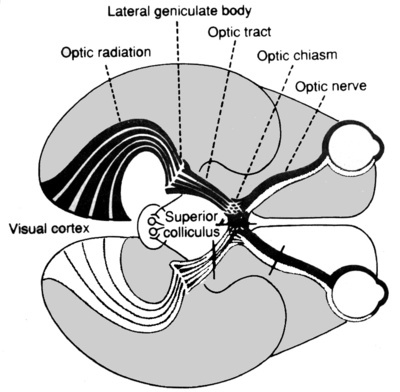 Lateral geniculate body
Optic tract
Optic radiation
Optic chiasm
Optic nerve
Superior
colliculus
Visual cortex